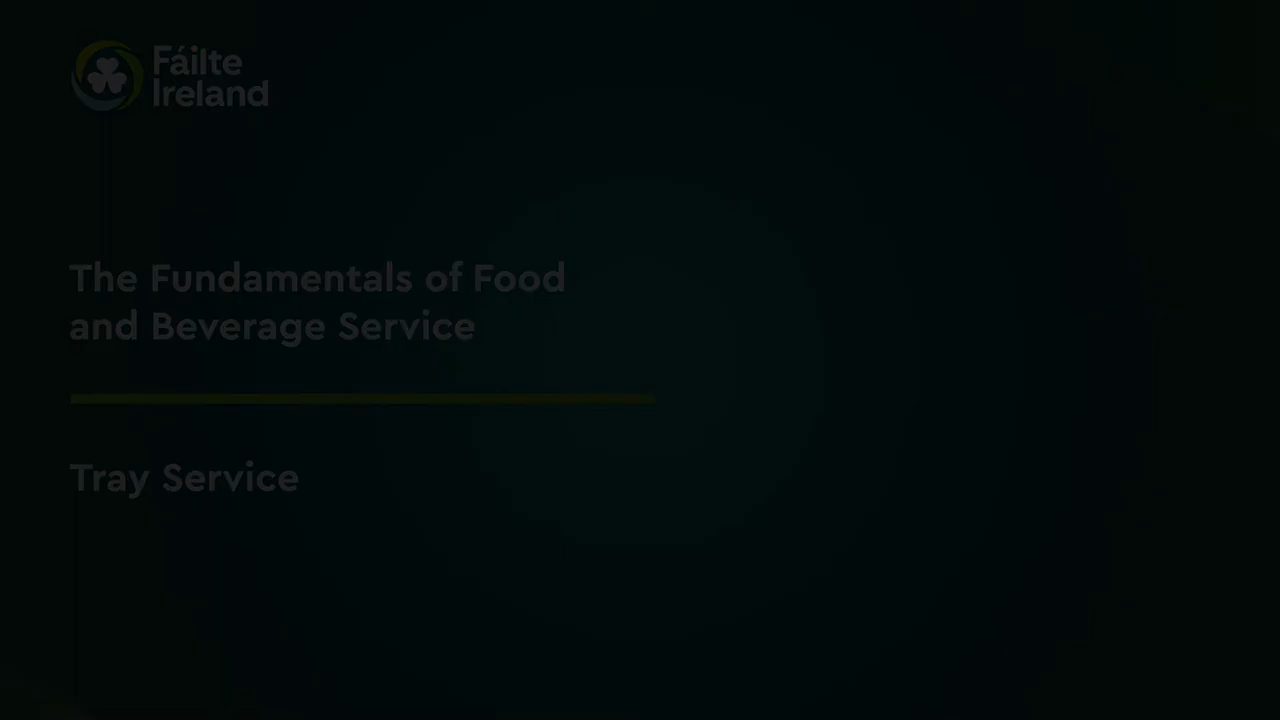 Fáilte
Ireland
The Fundamentals of Food
and Beverage Service
Tray Service